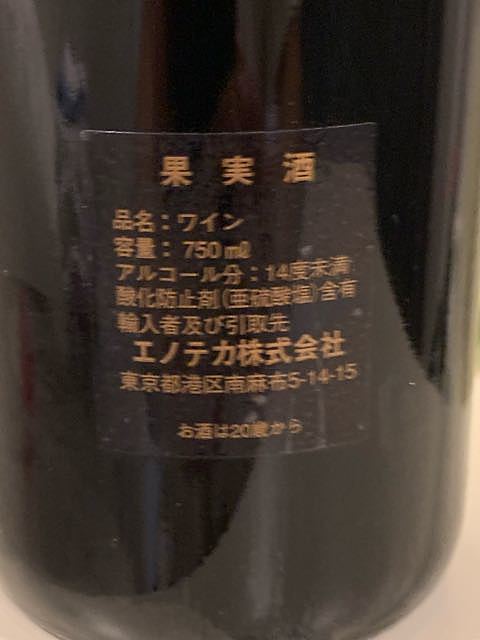 果実酒
品名：ワイン
容量：750㎖
アルコール分：14度未満
酸化防止剤（亜硫酸塩）含有
輸入者及び引取先
エノテカ株式会社
東京都港区南麻布5-14-15
お酒は20歳から